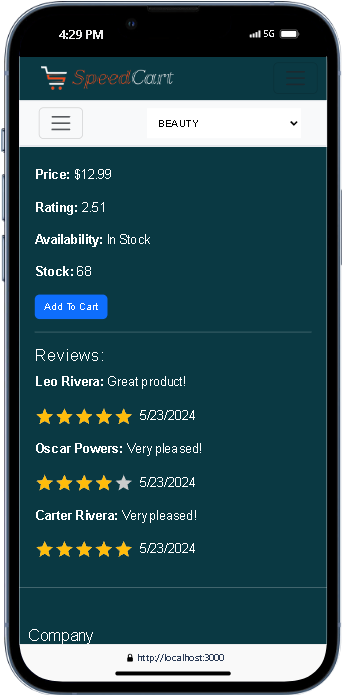 4:29 PM 5G
SpeedCart
BEAUTY
Price: $12.99
Rating: 2.51
Availability: In Stock
Stock: 68
Add To Cart
Reviews:
Leo Rivera: Great product!
5/23/2024
Oscar Powers: Very pleased!
5/23/2024
Carter Rivera: Very pleased!
5/23/2024
Company
http://localhost:3000